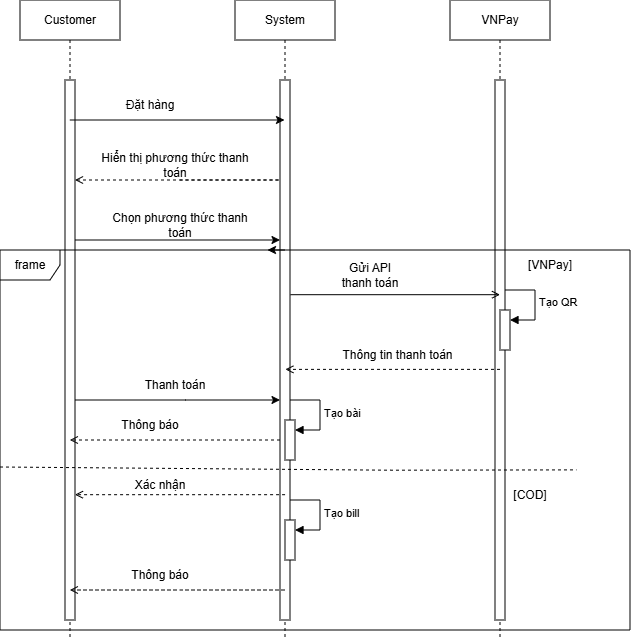 Customer
System
VNPay
Đặt hàng
Hiển thị phương thức thanh
toán
Chọn phương thức thanh
toán
frame
[VNPay]
Gửi API
thanh toán
Tạo QR
Thông tin thanh toán
Thanh toán
Tạo bài
Thông báo
Xác nhận
[COD]
Tạo bill
Thông báo